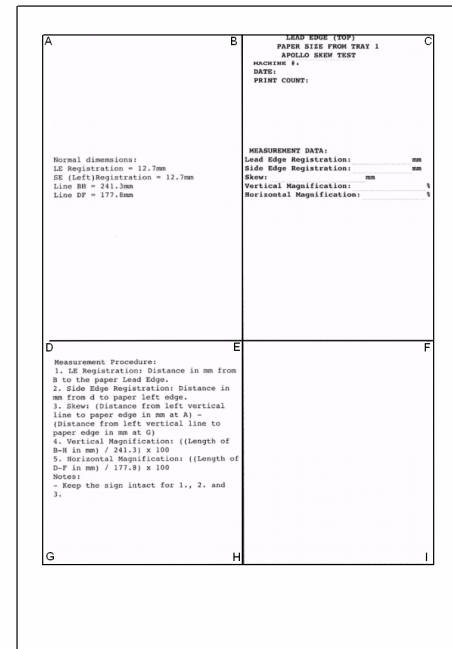 A
B
C
LEAD EDGE (TOP)
PAPER SIZE FROM TRAY 1
APOLLO SKEW TEST
MACHINE #:
DATE:
PRINT COUNT:
Normal dimensions:
LE Registration = 12.7mm
SE (Left)Registration = 12.7mm
Line BH = 241.3mm
Line DF = 177.8mm
MEASUREMENT DATA:
Lead Edge Registration: mm
Side Edge Registration: mm
Skew: mm
Vertical Magnification: %
Horizontal Magnification: %
D
E
F
Measurement Procedure:
1. LE Registration: Distance in mm from
B to the paper Lead Edge.
2. Side Edge Registration: Distance in
mm from d to paper left edge.
3. Skew: (Distance from left vertical
line to paper edge in mm at A) -
(Distance from left vertical line to
paper edge in mm at G)
4. Vertical Magnification: ((Length of
B-H in mm) / 241.3) x 100
5. Horizontal Magnification: ((Length of
D-F in mm) / 177.8) x 100
Notes:
- Keep the sign intact for 1., 2. and
3.
G
H
I